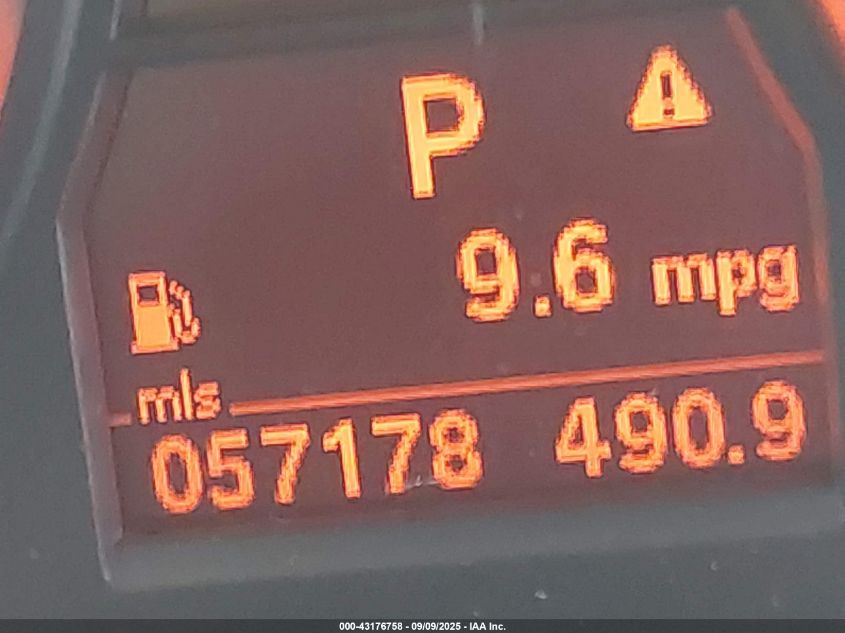 P
9.6 mpg
mls
057178 490.9
000-43176758 - 09/09/2025 - IAA Inc.